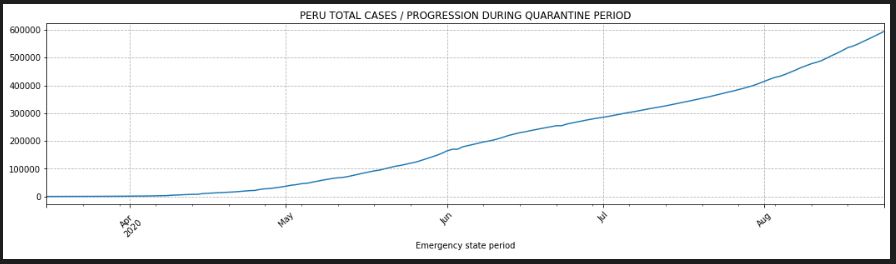 PERU TOTAL CASES / PROGRESSION DURING QUARANTINE PERIOD
600000
500000
400000
300000
200000
100000
0
Apr
2020
May
Jun
Jul
Aug
Emergency state period